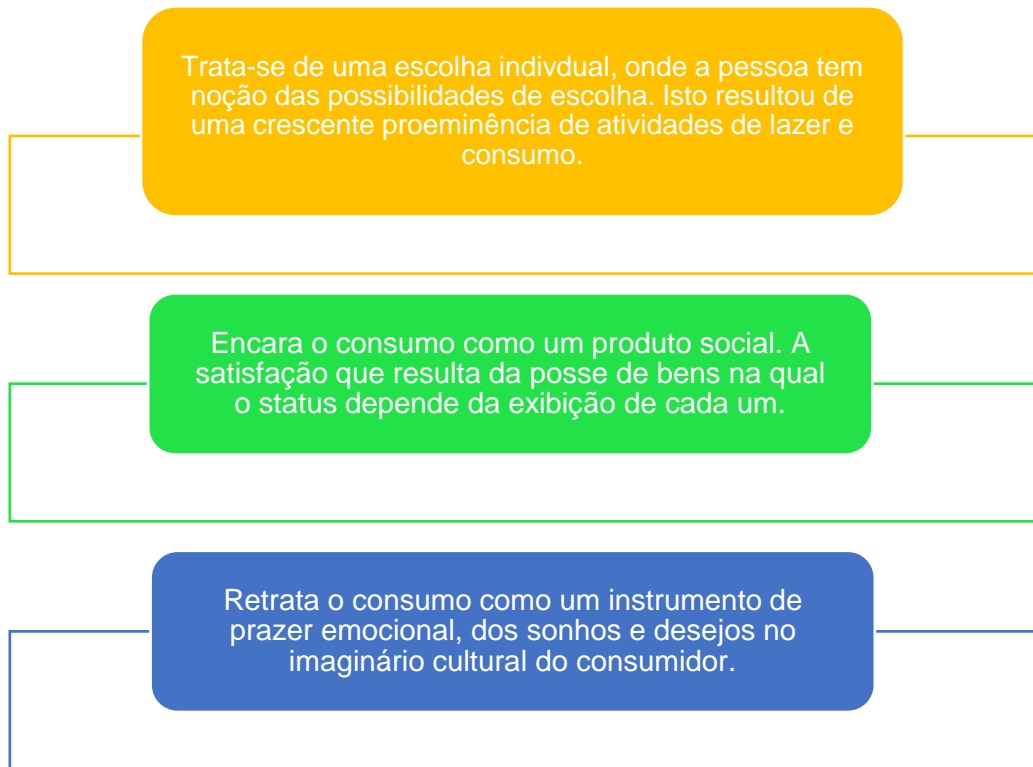 Trata-se de uma escolha indivdual, onde a pessoa tem
noção das possibilidades de escolha. Isto resultou de
uma crescente proeminência de atividades de lazer e
consumo.
Encara o consumo como um produto social. A
satisfação que resulta da posse de bens na qual
o status depende da exibição de cada um.
Retrata o consumo como um instrumento de
prazer emocional, dos sonhos e desejos no
imaginário cultural do consumidor.